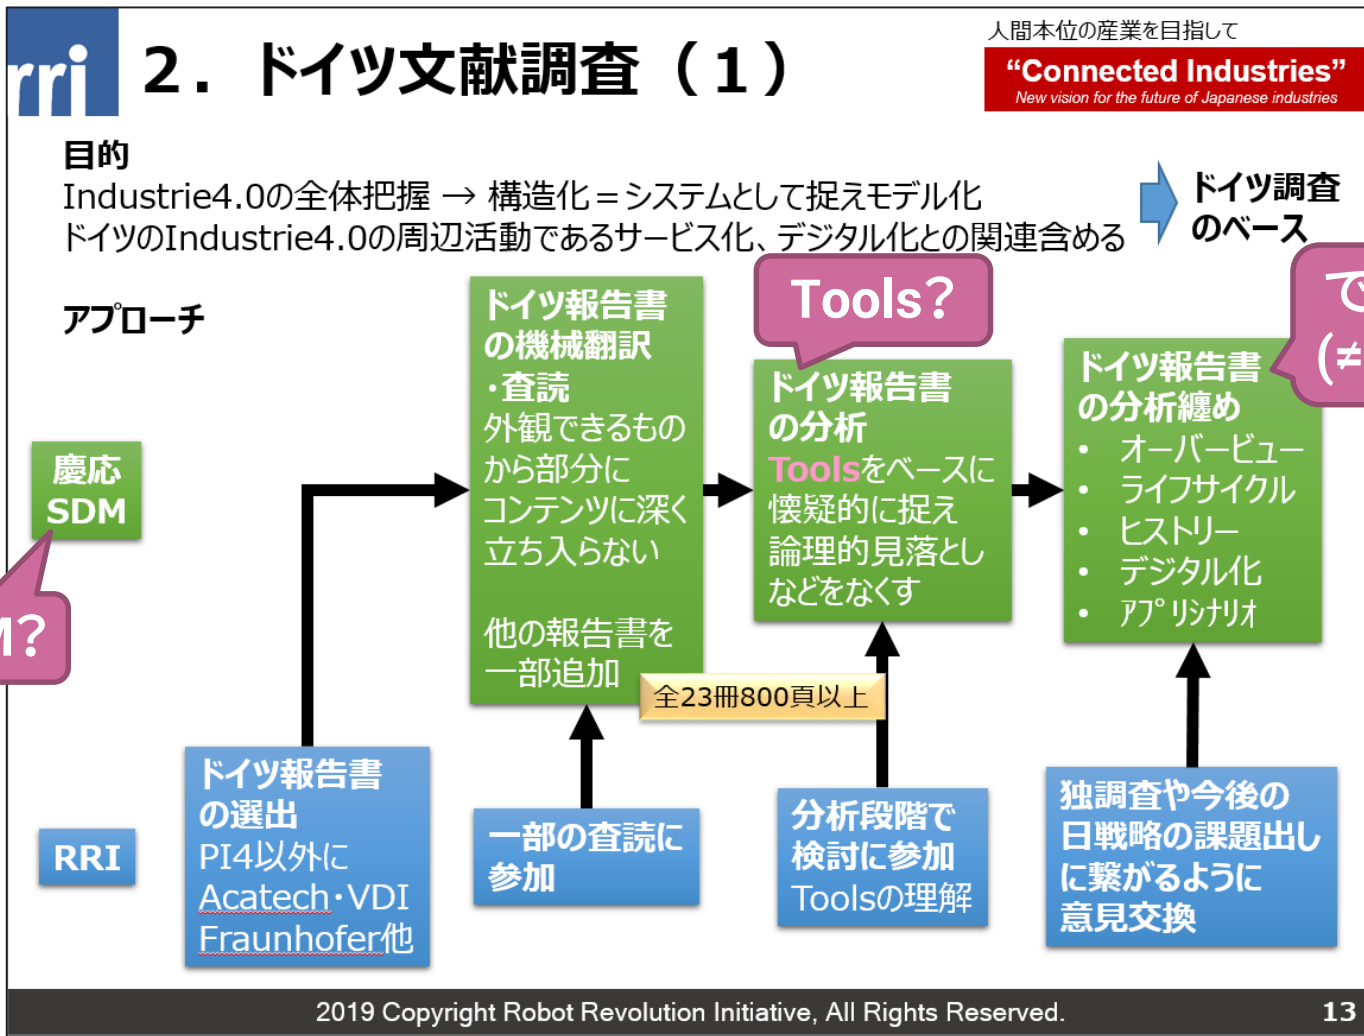 rri
2．ドイツ文献調査（1）
人間本位の産業を目指して
“Connected Industries”
New vision for the future of Japanese industries
目的
Industrie4.0の全体把握 → 構造化＝システムとして捉えモデル化
ドイツのIndustrie4.0の周辺活動であるサービス化、デジタル化との関連含める
ドイツ調査
のベース
アプローチ
慶応
SDM
M?
ドイツ報告書
の機械翻訳
・査読
外観できるもの
から部分に
コンテンツに深く
立ち入らない
他の報告書を
一部追加
全23冊800頁以上
Tools?
ドイツ報告書
の分析
Toolsをベースに
懐疑的に捉え
論理的見落とし
などをなくす
で
(≠
ドイツ報告書
の分析纏め
• オーバービュー
• ライフサイクル
• ヒストリー
• デジタル化
• ｱﾌﾟﾘｼﾅﾘｵ
RRI
ドイツ報告書
の選出
PI4以外に
Acatech・VDI
Fraunhofer他
一部の査読に
参加
分析段階で
検討に参加
Toolsの理解
独調査や今後の
日戦略の課題出し
に繋がるように
意見交換
2019 Copyright Robot Revolution Initiative, All Rights Reserved.
13